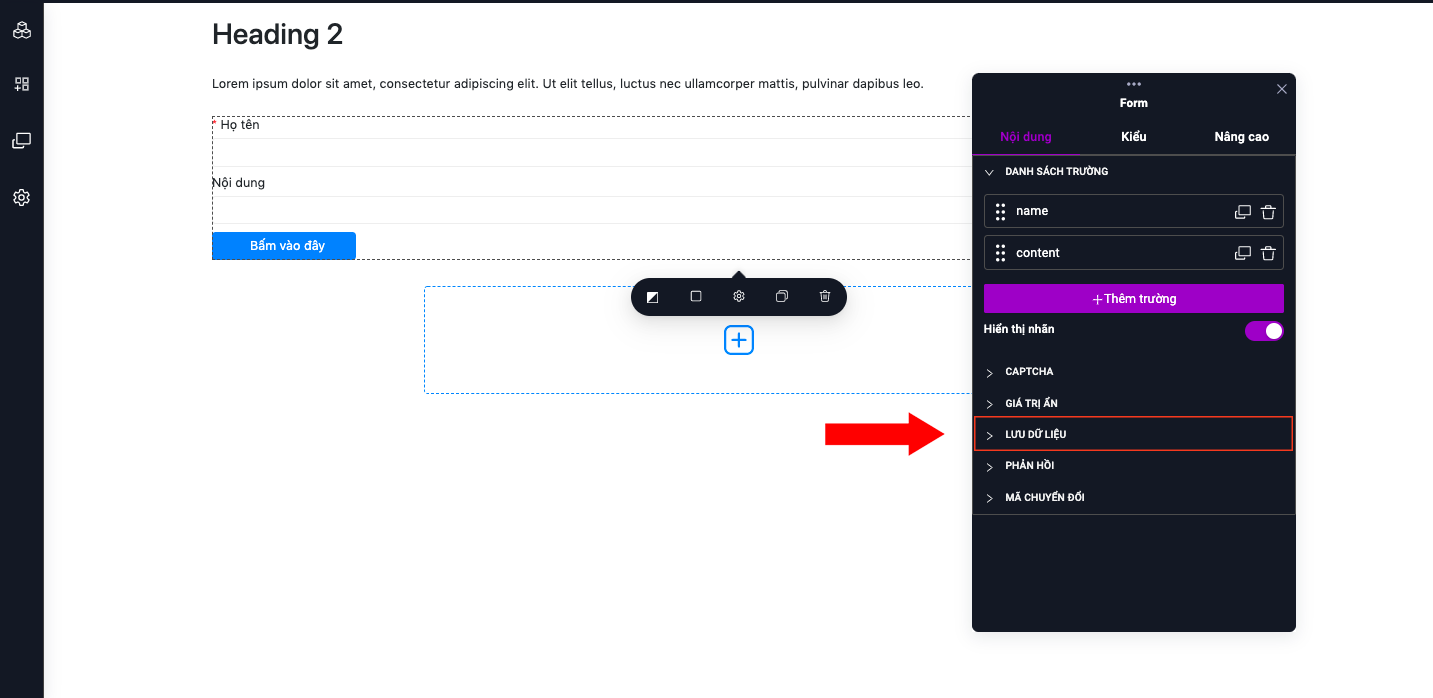 Heading 2
Lorem ipsum dolor sit amet, consectetur adipiscing elit. Ut elit tellus, luctus nec ullamcorper mattis, pulvinar dapibus leo.
* Họ tên
Nội dung
Bấm vào đây
Form
Nội dung Kiểu Nâng cao
DANH SÁCH TRƯỜNG
name
content
+Thêm trường
Hiển thị nhãn
CAPTCHA
GIÁ TRỊ ẨN
LƯU DỮ LIỆU
PHẢN HỒI
MÃ CHUYỂN ĐỔI